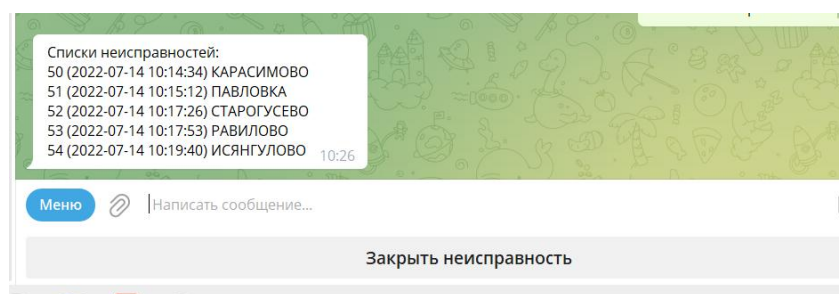 Списки неисправностей:
50 (2022-07-14 10:14:34) КАРАСИМОВО
51 (2022-07-14 10:15:12) ПАВЛОВКА
52 (2022-07-14 10:17:26) СТАРОГУСЕВО
53 (2022-07-14 10:17:53) РАВИЛОВО
54 (2022-07-14 10:19:40) ИСЯНГУЛОВО
10:26
Меню
Написать сообщение...
Закрыть неисправность